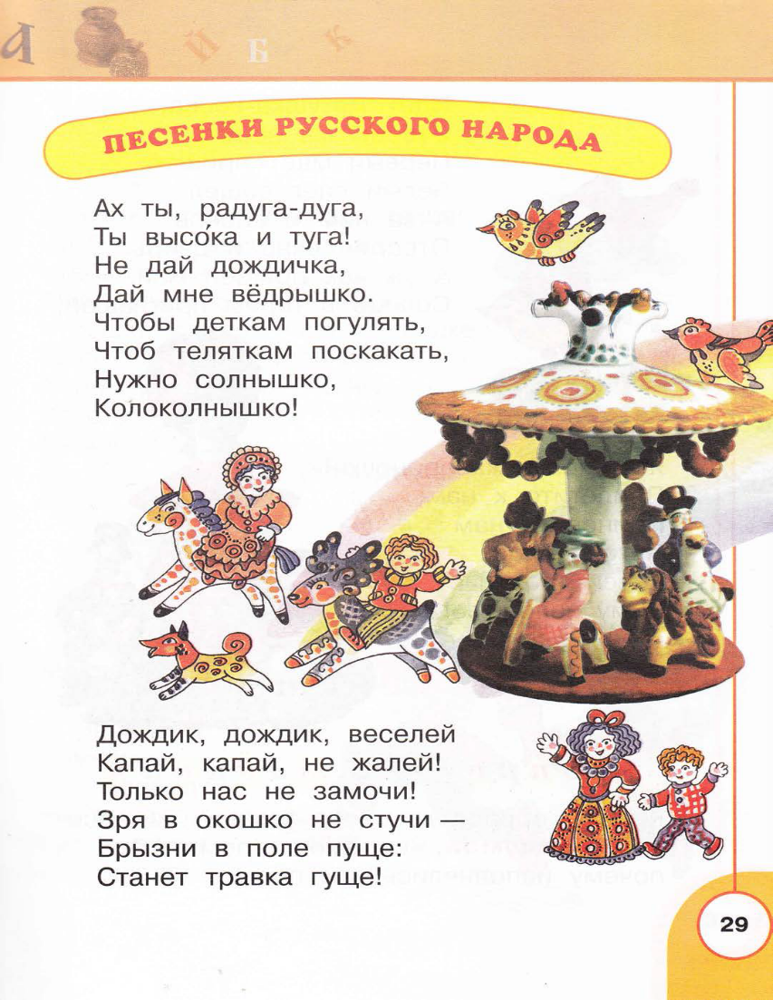 А Й Б К
ПЕСЕНКИ РУССКОГО НАРОДА
Ах ты, радуга-дуга,
Ты высо́ка и туга!
Не дай дождичка,
Дай мне вёдрышко.
Чтобы деткам погулять,
Чтоб теляткам поскакать,
Нужно солнышко,
Колоколнышко!
Дождик, дождик, веселей
Капай, капай, не жалей!
Только нас не замочи!
Зря в окошко не стучи —
Брызни в поле пуще:
Станет травка гуще!
29